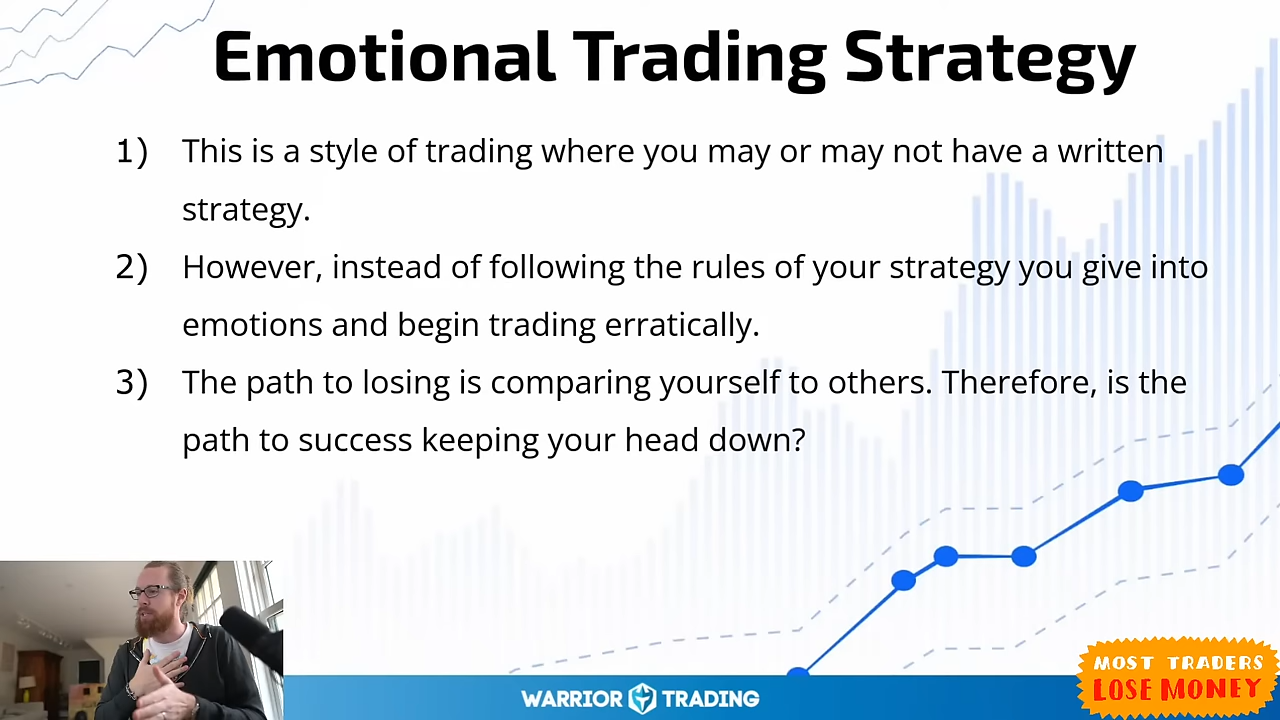 Emotional Trading Strategy
1) This is a style of trading where you may or may not have a written
strategy.
2) However, instead of following the rules of your strategy you give into
emotions and begin trading erratically.
3) The path to losing is comparing yourself to others. Therefore, is the
path to success keeping your head down?
WARRIOR TRADING
MOST TRADERS
LOSE MONEY